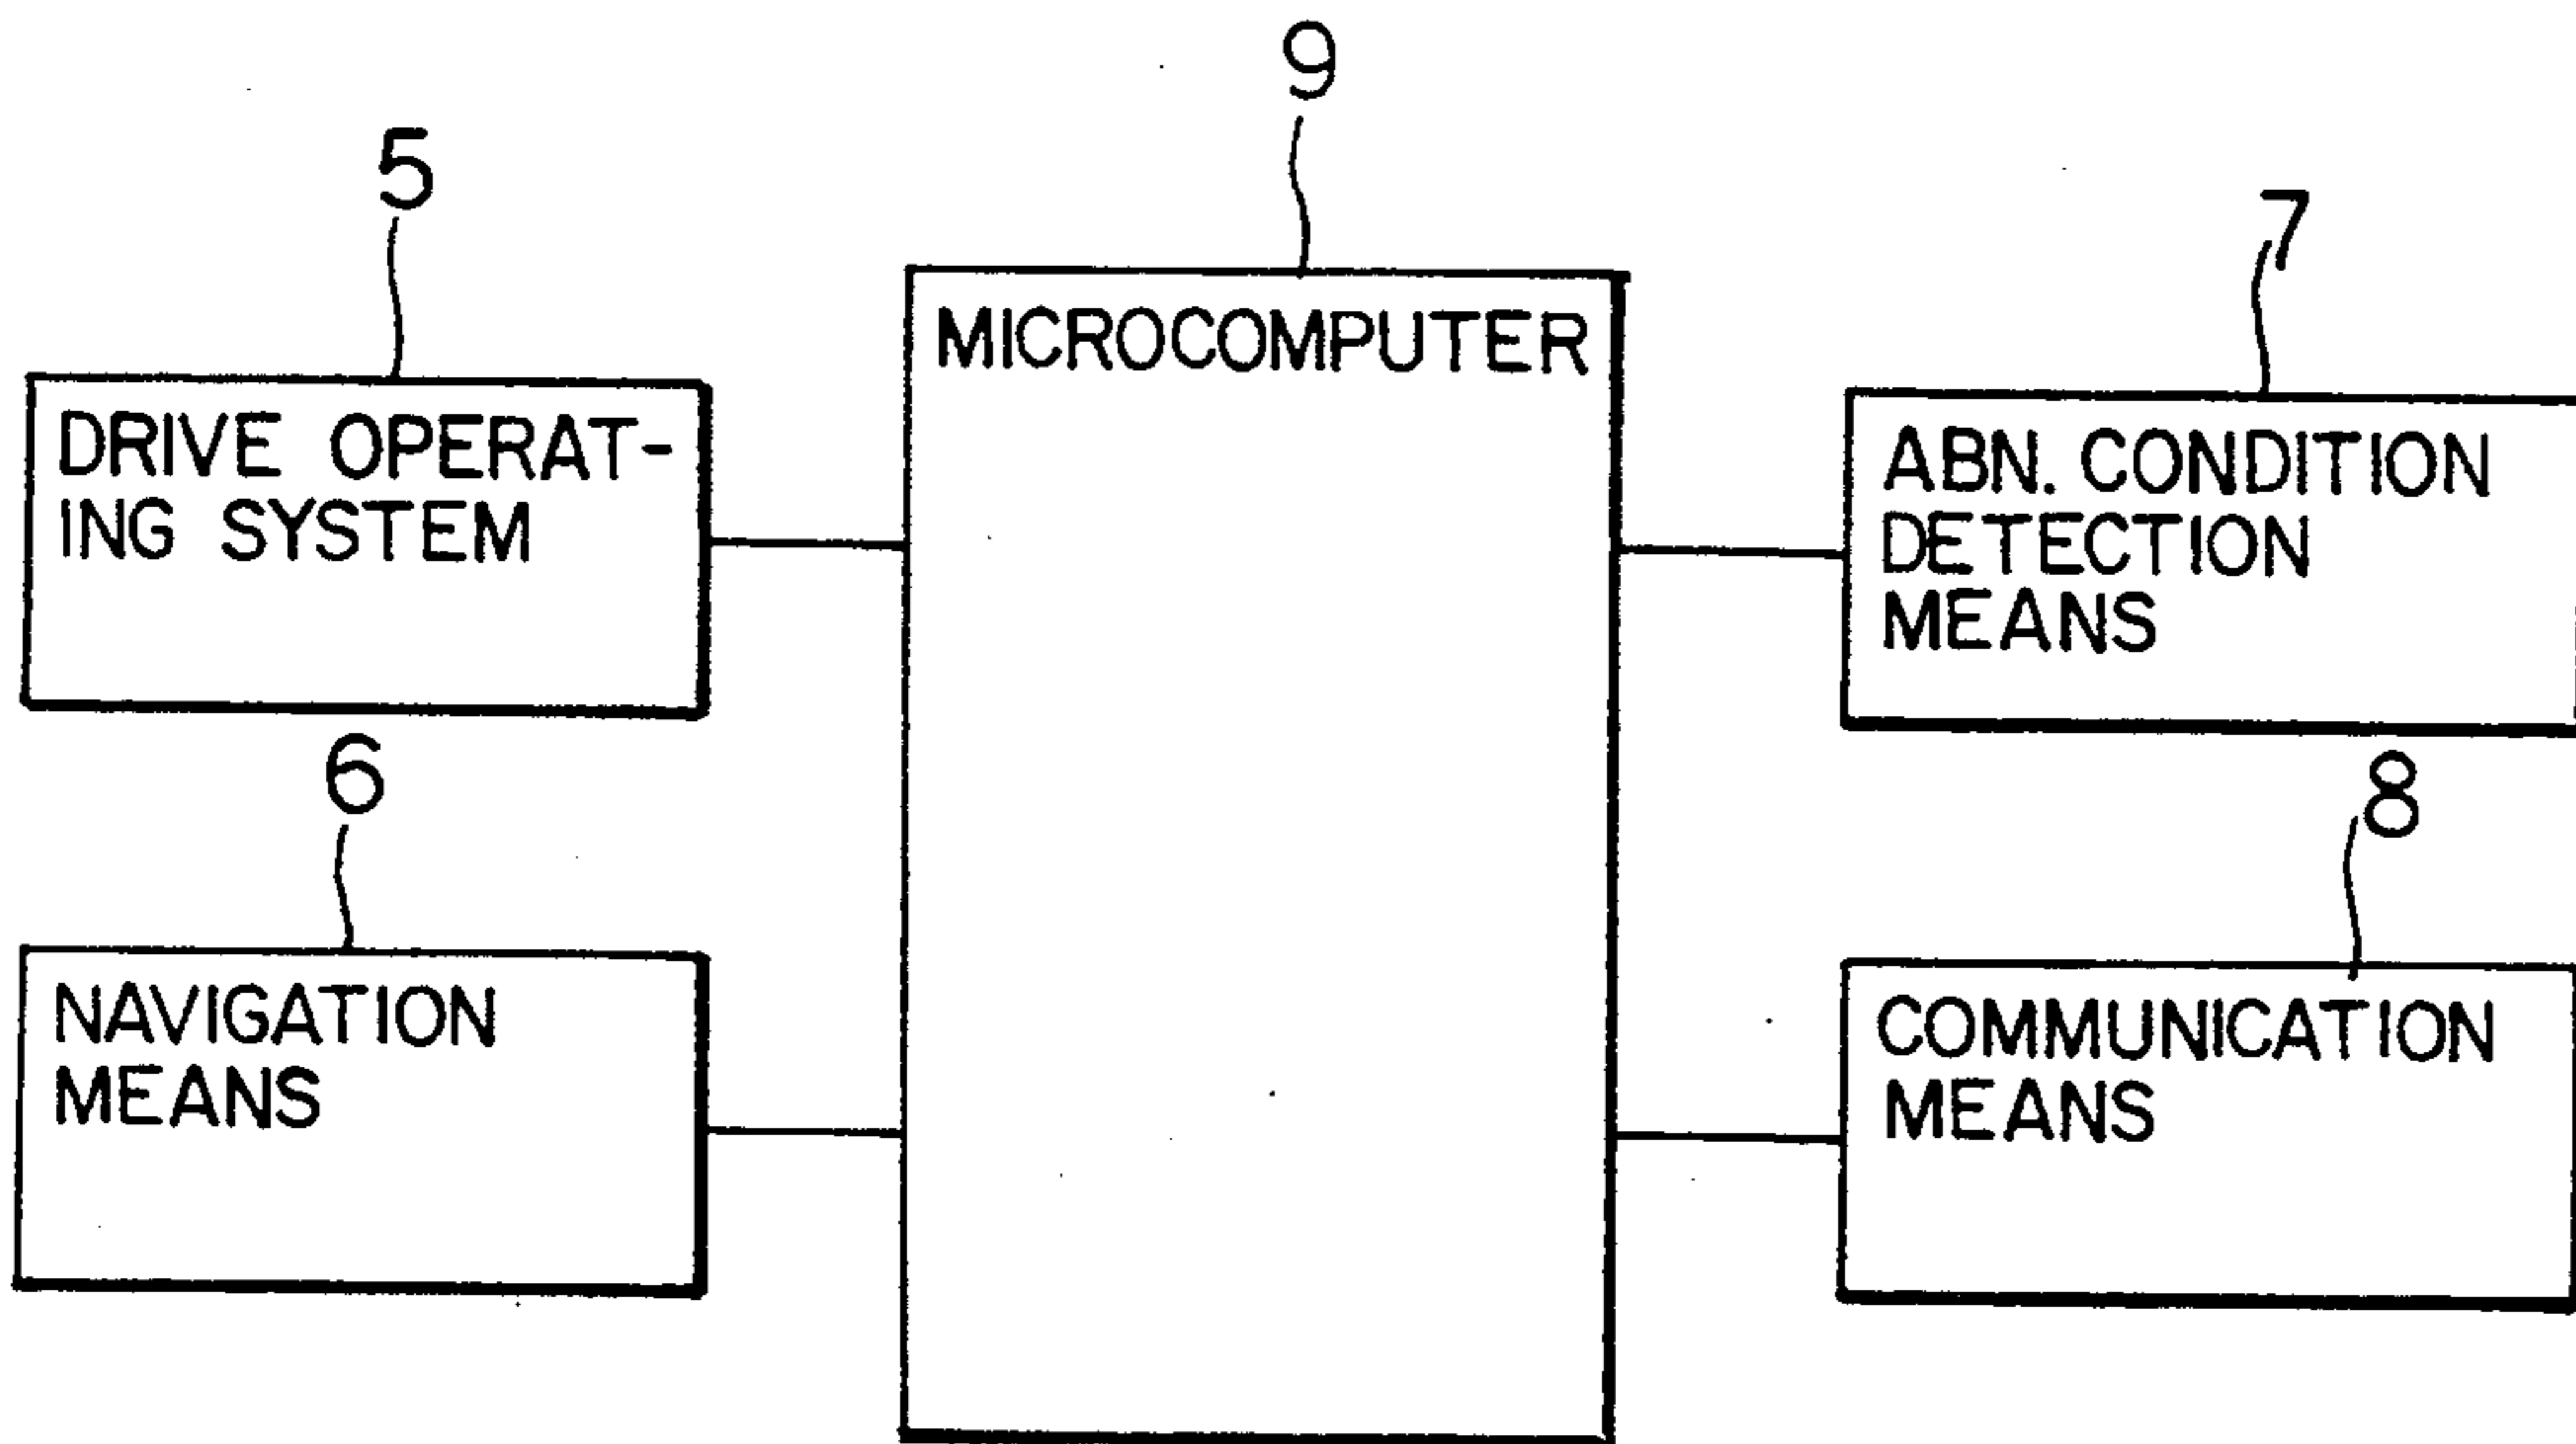 9
5
7
MICROCOMPUTER
DRIVE OPERAT-
ING SYSTEM
ABN. CONDITION
DETECTION
MEANS
6
8
NAVIGATION
MEANS
COMMUNICATION
MEANS